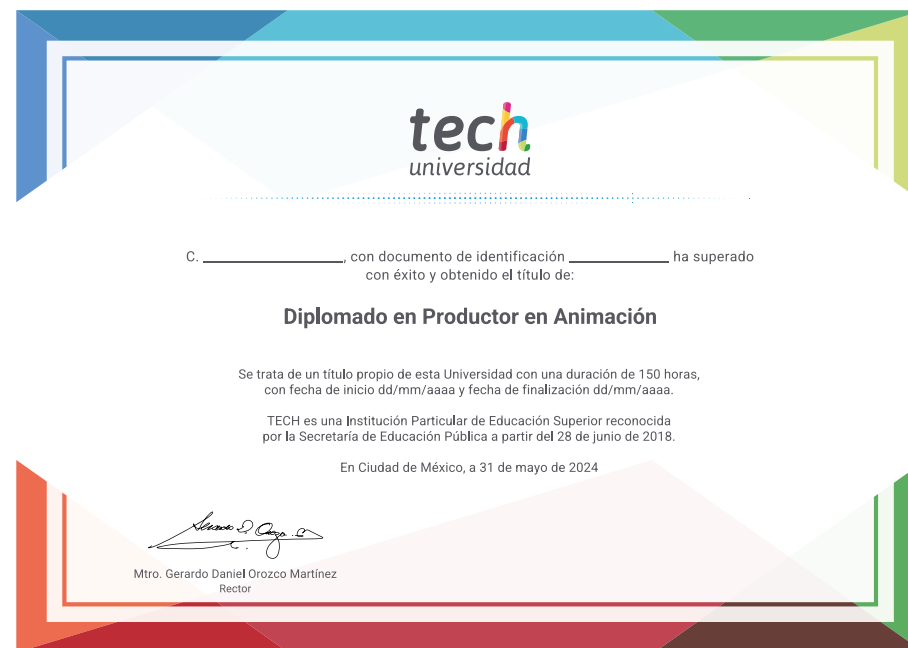 tech
universidad
C. ____________, con documento de identificación ____________ ha superado
con éxito y obtenido el título de:
Diplomado en Productor en Animación
Se trata de un título propio de esta Universidad con una duración de 150 horas,
con fecha de inicio dd/mm/aaaa y fecha de finalización dd/mm/aaaa.
TECH es una Institución Particular de Educación Superior reconocida
por la Secretaría de Educación Pública a partir del 28 de junio de 2018.
En Ciudad de México, a 31 de mayo de 2024
Mtro. Gerardo Daniel Orozco Martínez
Rector